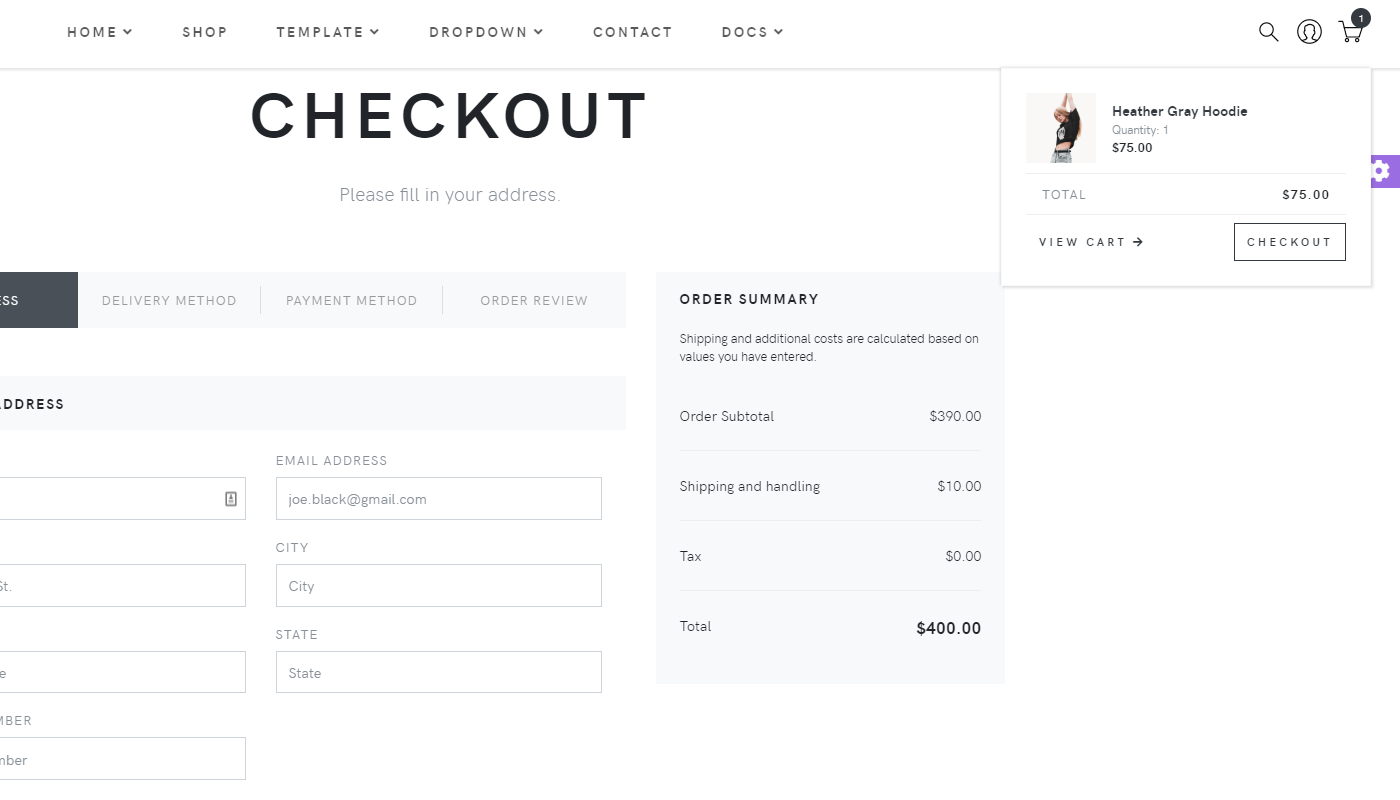 HOME SHOP TEMPLATE DROPDOWN CONTACT DOCS 1
CHECKOUT
Please fill in your address.
Heather Gray Hoodie
Quantity: 1
$75.00
TOTAL $75.00
VIEW CART CHECKOUT
ESS DELIVERY METHOD PAYMENT METHOD ORDER REVIEW
ADDRESS
EMAIL ADDRESS
joe.black@gmail.com
CITY
St. City
STATE
e State
MBER
mber
ORDER SUMMARY
Shipping and additional costs are calculated based on
values you have entered.
Order Subtotal $390.00
Shipping and handling $10.00
Tax $0.00
Total $400.00